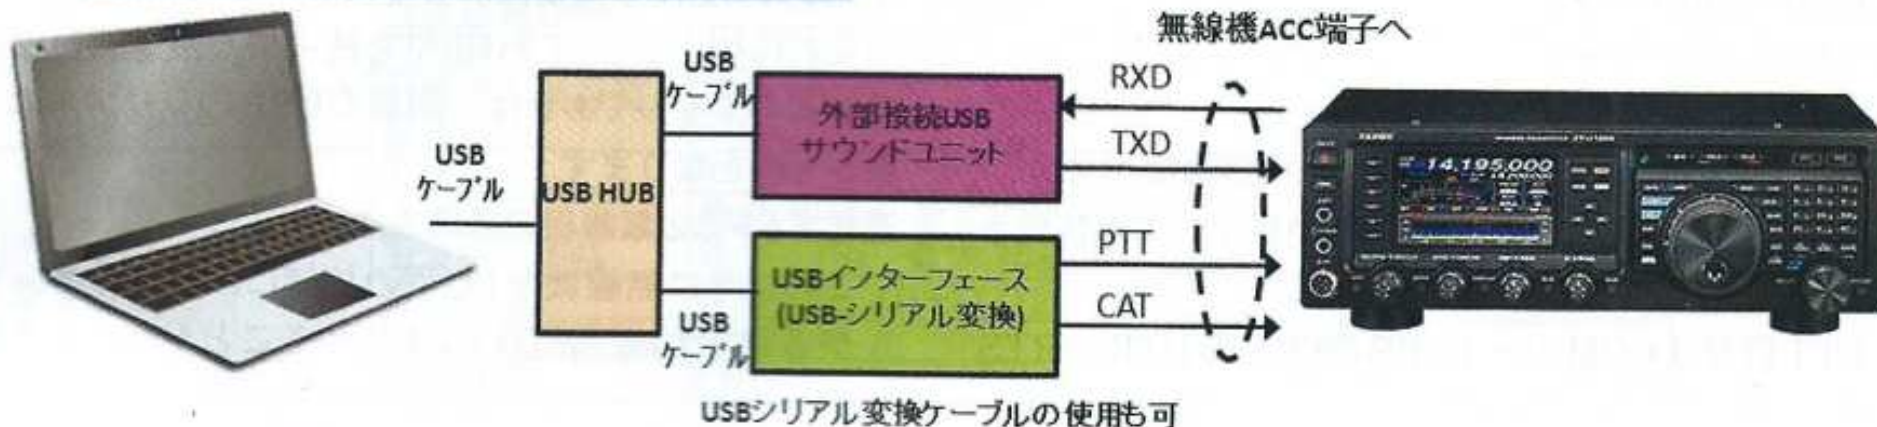 無線機ACC端子へ
USB
ケーブル
USB
ケーブル
USB HUB
USB
ケーブル
外部接続USB
サウンドユニット
RXD
TXD
USBインターフェース
(USB-シリアル変換)
PTT
CAT
USBシリアル変換ケーブルの使用も可
YAESU
14.195.000